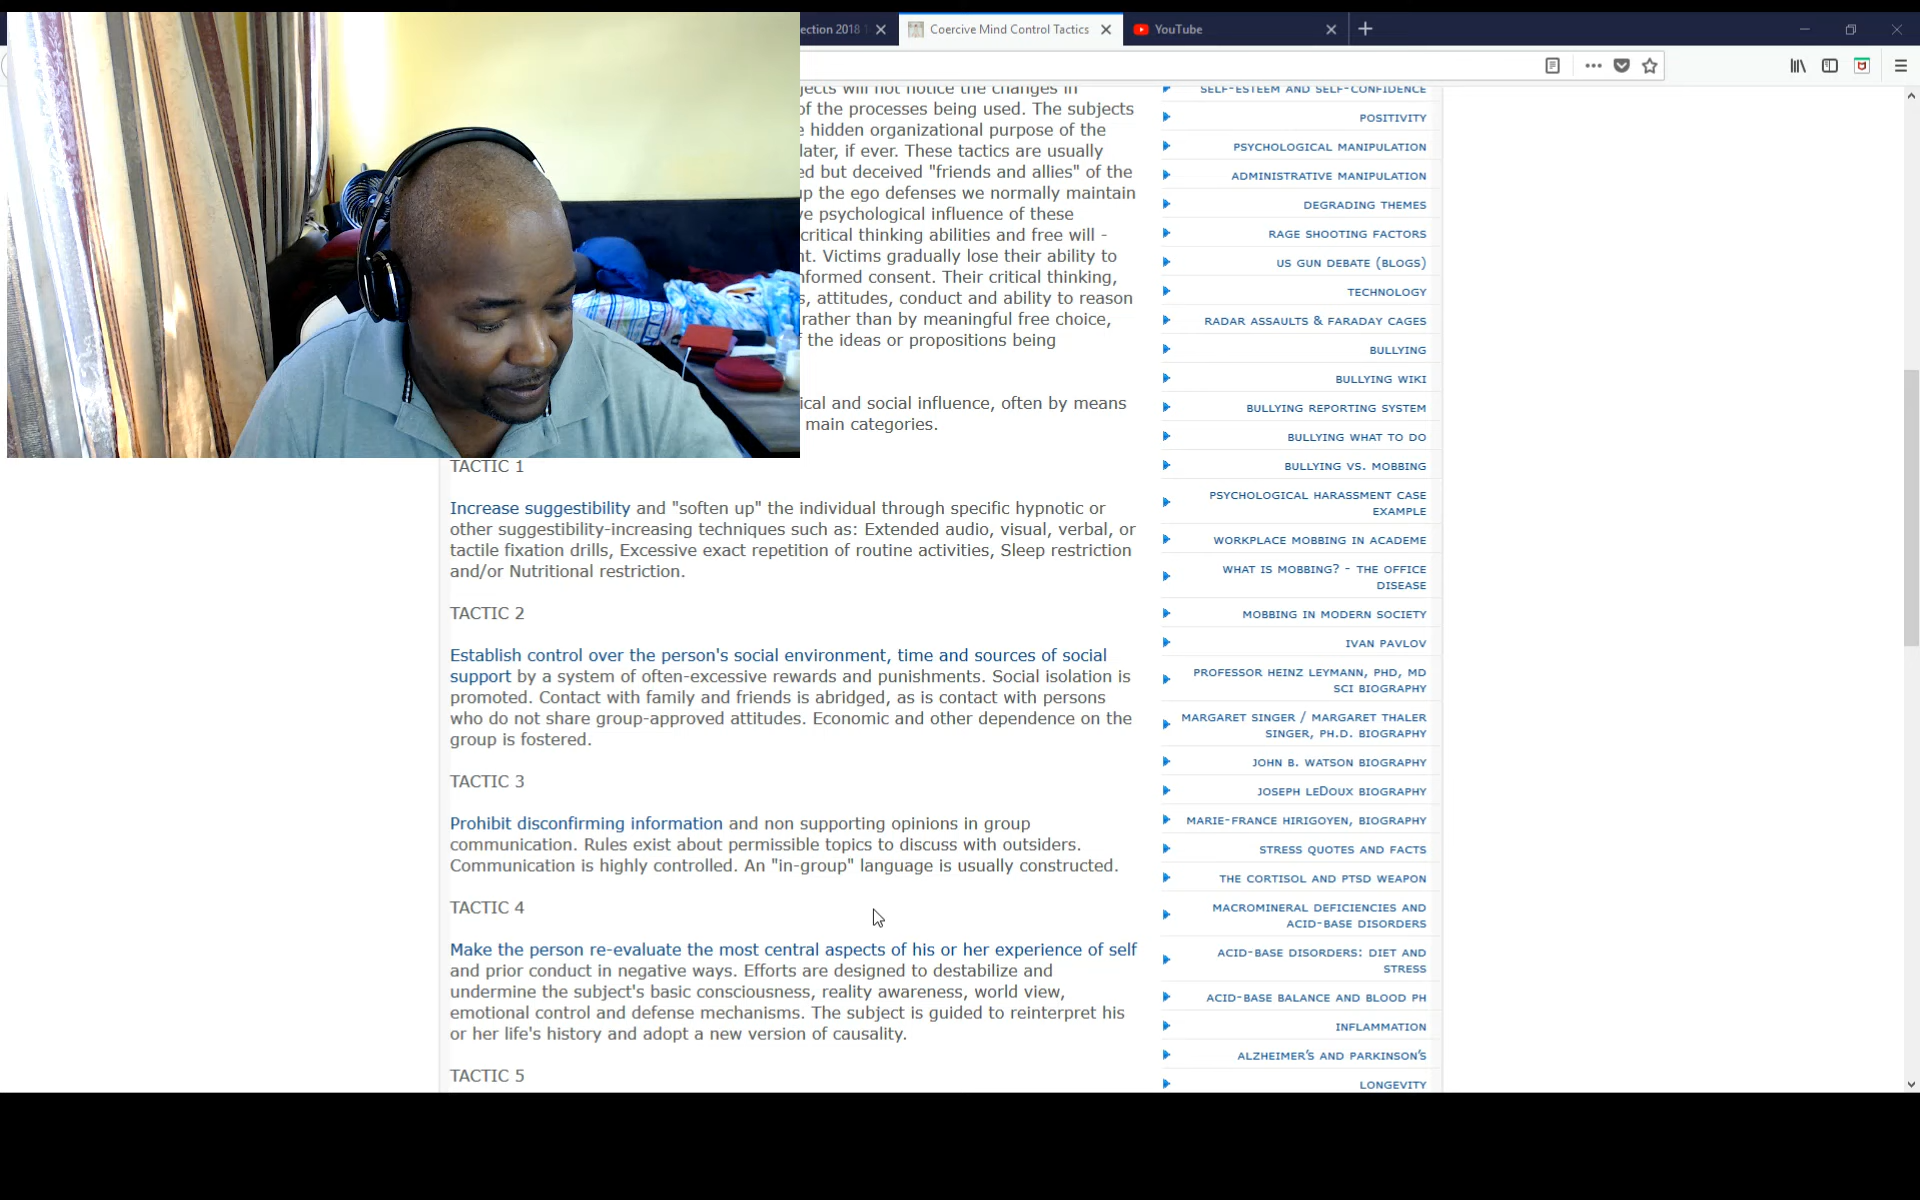 ection 2018
Coercive Mind Control Tactics
YouTube
jects will not notice the changes in
of the processes being used. The subjects
hidden organizational purpose of the
later, if ever. These tactics are usually
ed but deceived "friends and allies" of the
up the ego defenses we normally maintain
ve psychological influence of these
critical thinking abilities and free will -
nt. Victims gradually lose their ability to
nformed consent. Their critical thinking,
s, attitudes, conduct and ability to reason
rather than by meaningful free choice,
f the ideas or propositions being
ical and social influence, often by means
main categories.
TACTIC 1
Increase suggestibility and "soften up" the individual through specific hypnotic or
other suggestibility-increasing techniques such as: Extended audio, visual, verbal, or
tactile fixation drills, Excessive exact repetition of routine activities, Sleep restriction
and/or Nutritional restriction.
TACTIC 2
Establish control over the person's social environment, time and sources of social
support by a system of often-excessive rewards and punishments. Social isolation is
promoted. Contact with family and friends is abridged, as is contact with persons
who do not share group-approved attitudes. Economic and other dependence on the
group is fostered.
TACTIC 3
Prohibit disconfirming information and non supporting opinions in group
communication. Rules exist about permissible topics to discuss with outsiders.
Communication is highly controlled. An "in-group" language is usually constructed.
TACTIC 4
Make the person re-evaluate the most central aspects of his or her experience of self
and prior conduct in negative ways. Efforts are designed to destabilize and
undermine the subject's basic consciousness, reality awareness, world view,
emotional control and defense mechanisms. The subject is guided to reinterpret his
or her life's history and adopt a new version of causality.
TACTIC 5
SELF-ESTEEM AND SELF-CONFIDENCE
POSITIVITY
PSYCHOLOGICAL MANIPULATION
ADMINISTRATIVE MANIPULATION
DEGRADING THEMES
RAGE SHOOTING FACTORS
US GUN DEBATE (BLOGS)
TECHNOLOGY
RADAR ASSAULTS & FARADAY CAGES
BULLYING
BULLYING WIKI
BULLYING REPORTING SYSTEM
BULLYING WHAT TO DO
BULLYING VS. MOBBING
PSYCHOLOGICAL HARASSMENT CASE
EXAMPLE
WORKPLACE MOBBING IN ACADEME
WHAT IS MOBBING? - THE OFFICE
DISEASE
MOBBING IN MODERN SOCIETY
IVAN PAVLOV
PROFESSOR HEINZ LEYMANN, PHD, MD
SCI BIOGRAPHY
MARGARET SINGER / MARGARET THALER
SINGER, PH.D. BIOGRAPHY
JOHN B. WATSON BIOGRAPHY
JOSEPH LEDOUX BIOGRAPHY
MARIE-FRANCE HIRIGOYEN, BIOGRAPHY
STRESS QUOTES AND FACTS
THE CORTISOL AND PTSD WEAPON
MACROMINERAL DEFICIENCIES AND
ACID-BASE DISORDERS
ACID-BASE DISORDERS: DIET AND
STRESS
ACID-BASE BALANCE AND BLOOD PH
INFLAMMATION
ALZHEIMER'S AND PARKINSON'S
LONGEVITY